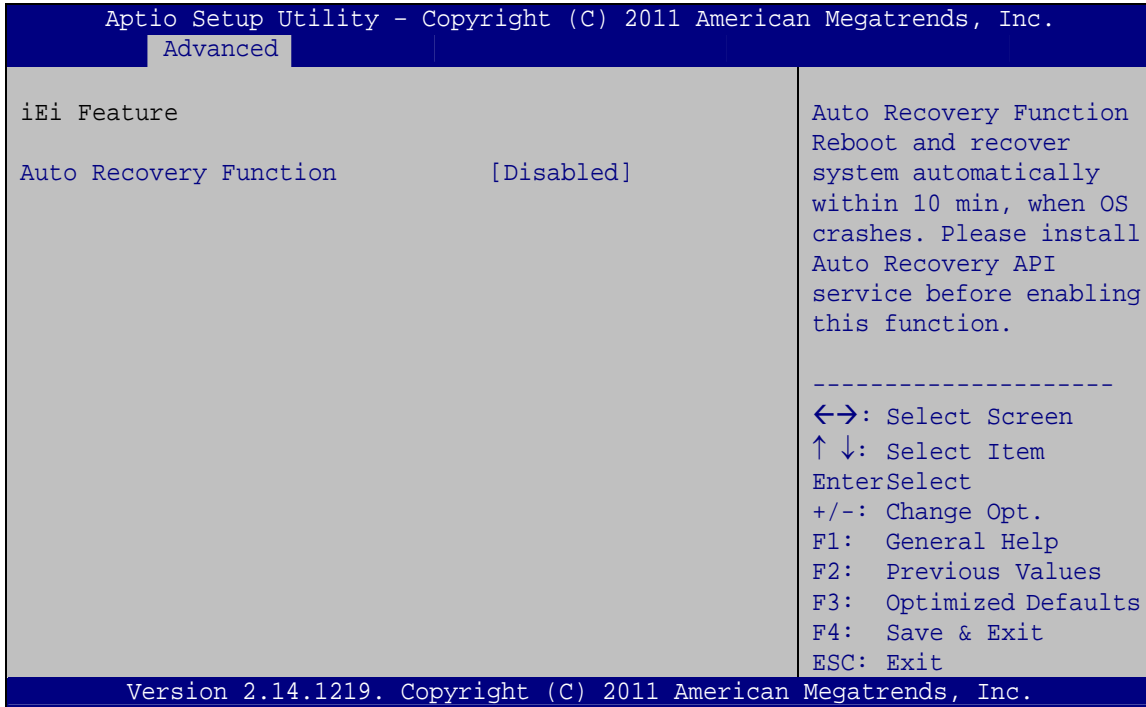 Aptio Setup Utility – Copyright (C) 2011 American Megatrends, Inc.
Advanced
iEi Feature
Auto Recovery Function [Disabled]
Auto Recovery Function
Reboot and recover
system automatically
within 10 min, when OS
crashes. Please install
Auto Recovery API
service before enabling
this function.
---------------------
←→: Select Screen
↑ ↓: Select Item
EnterSelect
+/-: Change Opt.
F1: General Help
F2: Previous Values
F3: Optimized Defaults
F4: Save & Exit
ESC: Exit
Version 2.14.1219. Copyright (C) 2011 American Megatrends, Inc.